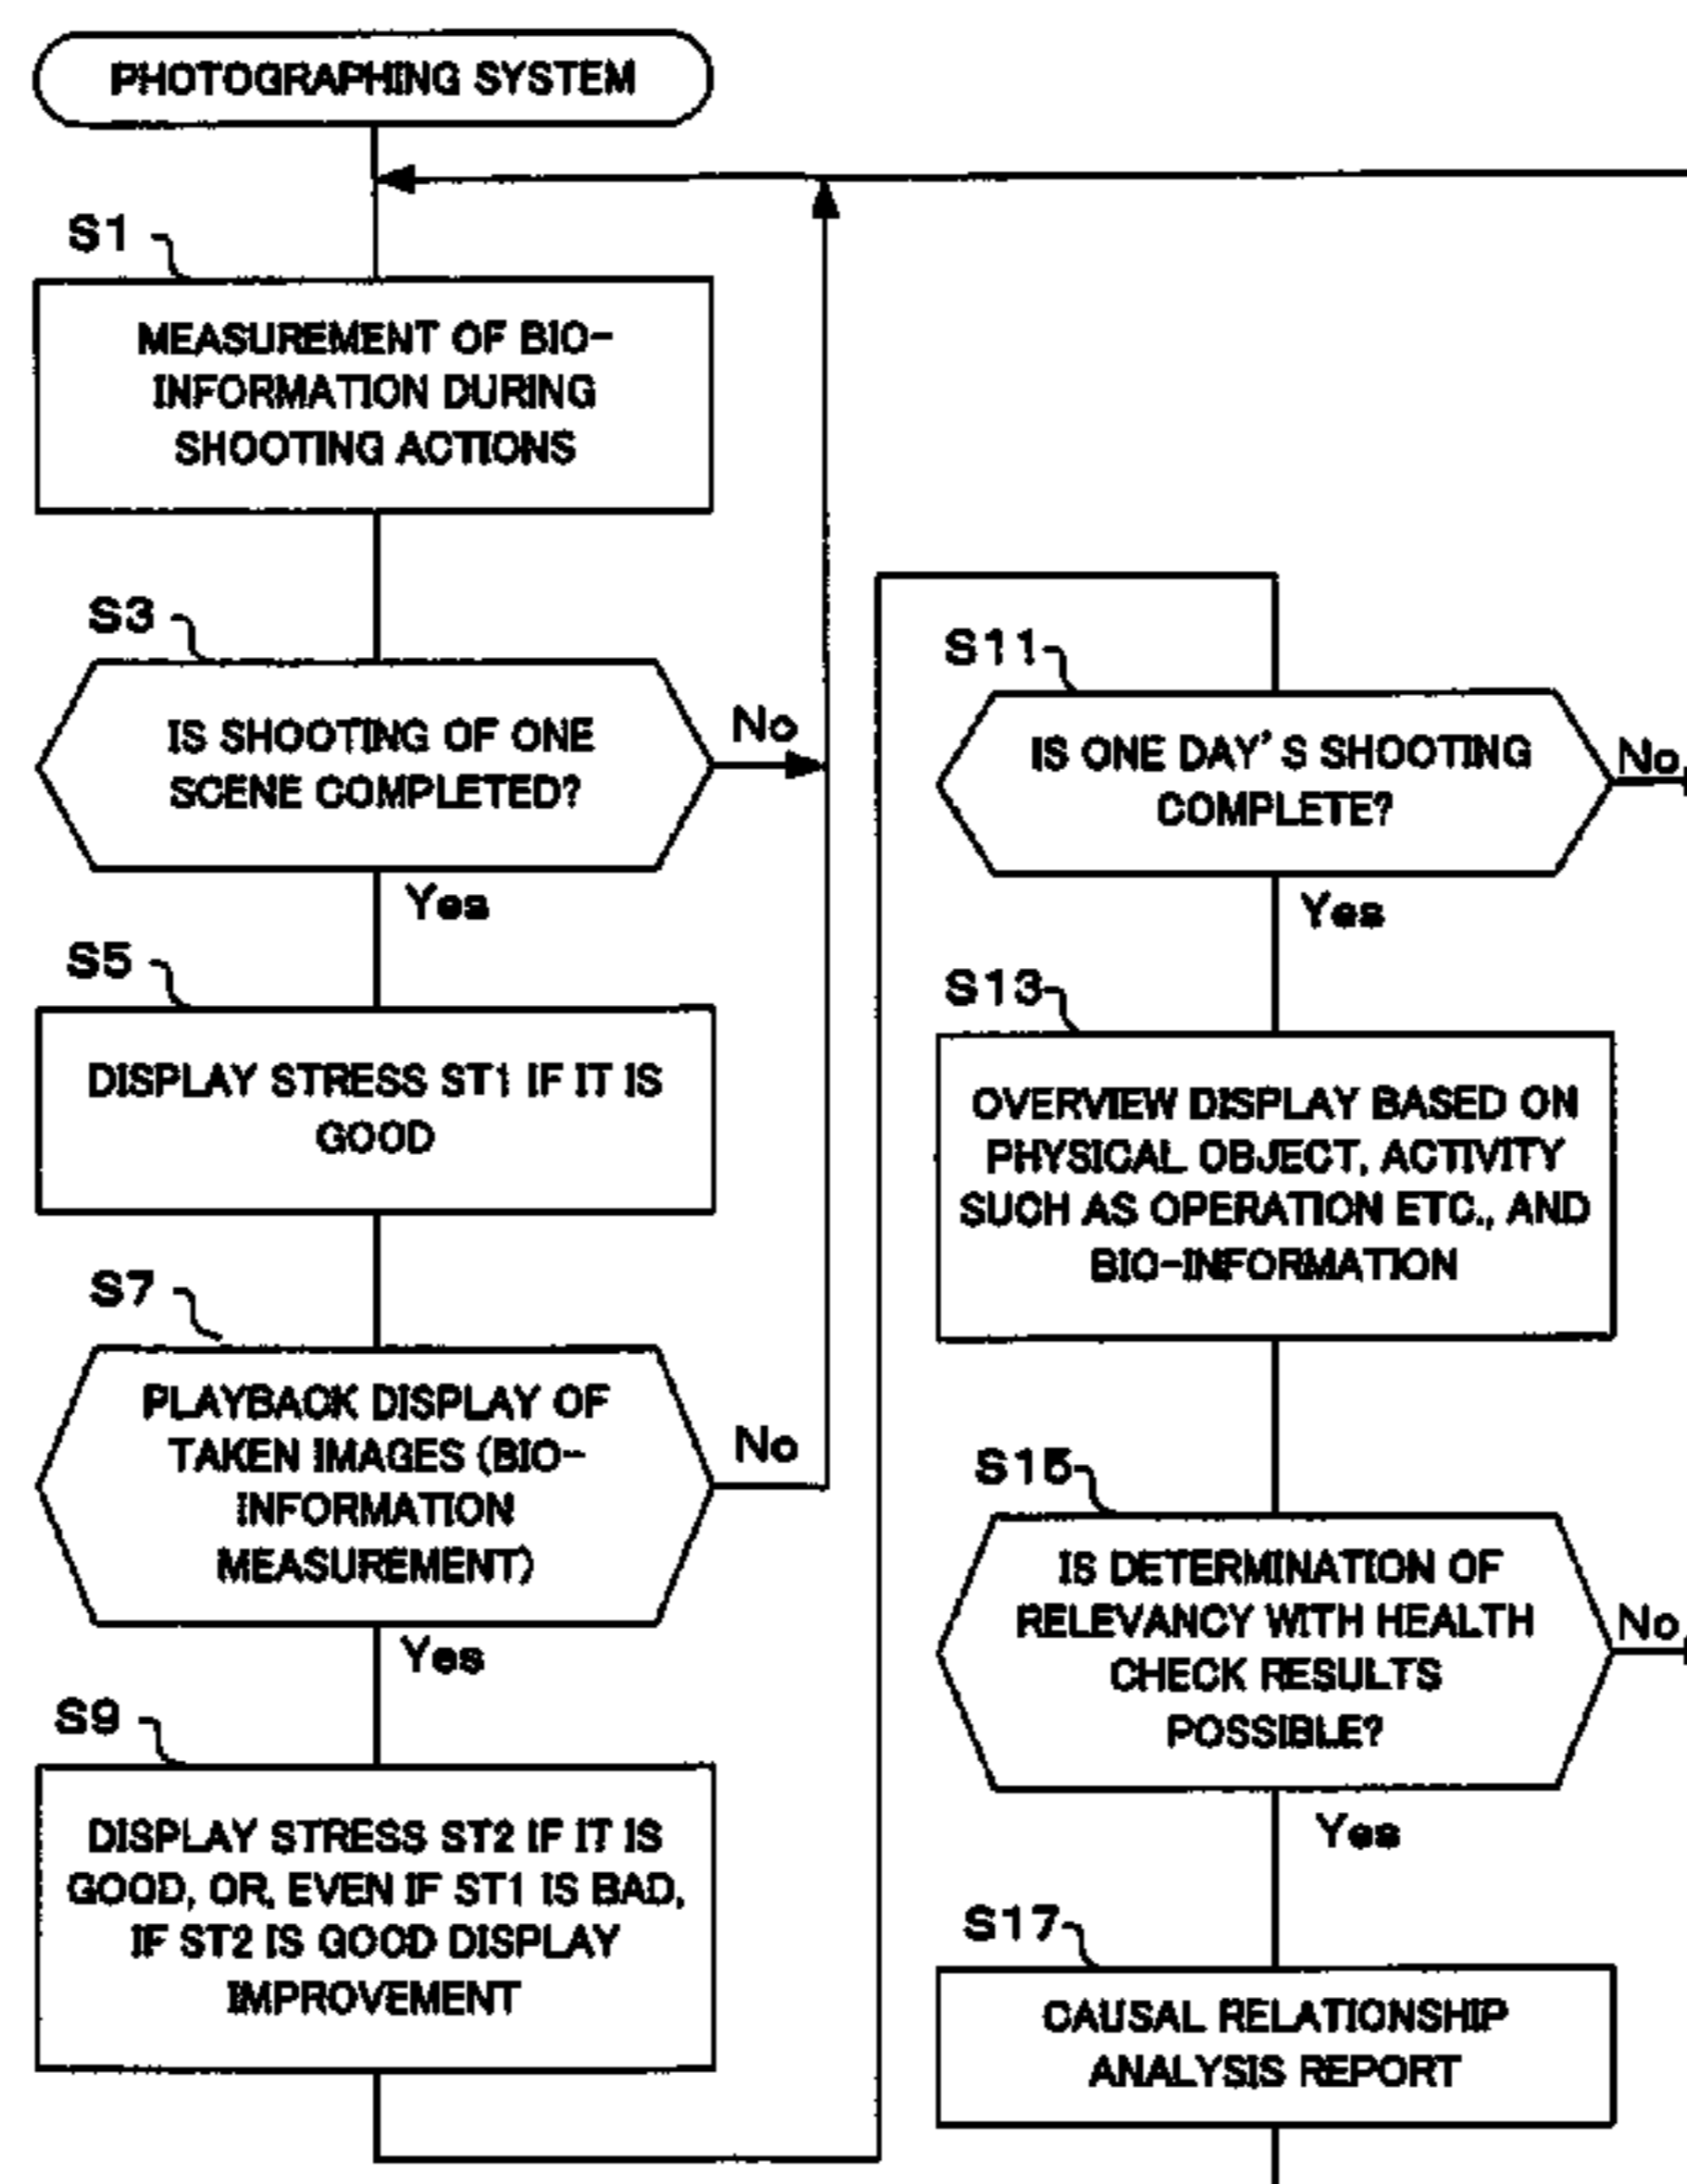 PHOTOGRAPHING SYSTEM
S1
MEASUREMENT OF BIO-
INFORMATION DURING
SHOOTING ACTIONS
S3
IS SHOOTING OF ONE
SCENE COMPLETED?
No
Yes
S5
DISPLAY STRESS ST1 IF IT IS
GOOD
S7
PLAYBACK DISPLAY OF
TAKEN IMAGES (BIO-
INFORMATION
MEASUREMENT)
No
Yes
S9
DISPLAY STRESS ST2 IF IT IS
GOOD, OR, EVEN IF ST1 IS BAD,
IF ST2 IS GOOD DISPLAY
IMPROVEMENT
S11
IS ONE DAY'S SHOOTING
COMPLETE?
No
Yes
S13
OVERVIEW DISPLAY BASED ON
PHYSICAL OBJECT, ACTIVITY
SUCH AS OPERATION ETC., AND
BIO-INFORMATION
S15
IS DETERMINATION OF
RELEVANCY WITH HEALTH
CHECK RESULTS
POSSIBLE?
No
Yes
S17
CAUSAL RELATIONSHIP
ANALYSIS REPORT